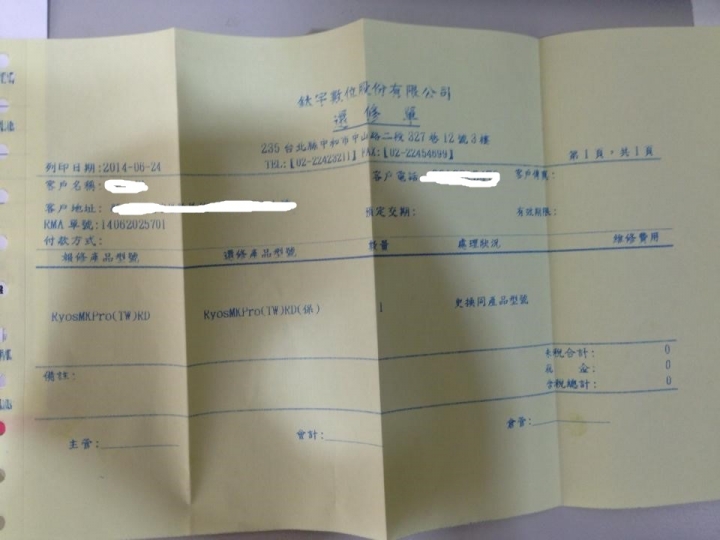 鈦宇數位股份有限公司
還修單
235 台北縣中和市中山路二段 327 巷 12 號 3 樓
TEL:【02-22423211】 FAX:【02-22454699】
列印日期:2014-06-24
第 1 頁,共 1 頁
客戶名稱:
客戶電話
客戶傳真:
客戶地址:
預定交期:
有效期限:
RMA 單號:14062025701
付款方式:
報修產品型號 還修產品型號 數量 處理狀況 維修費用
RyosMKPro(TW)RD RyosMKPro(TW)RD(保) 1 更換同產品型號
未稅合計: 0
稅 金: 0
含稅總計: 0
備註:
主管:
會計:
倉管: